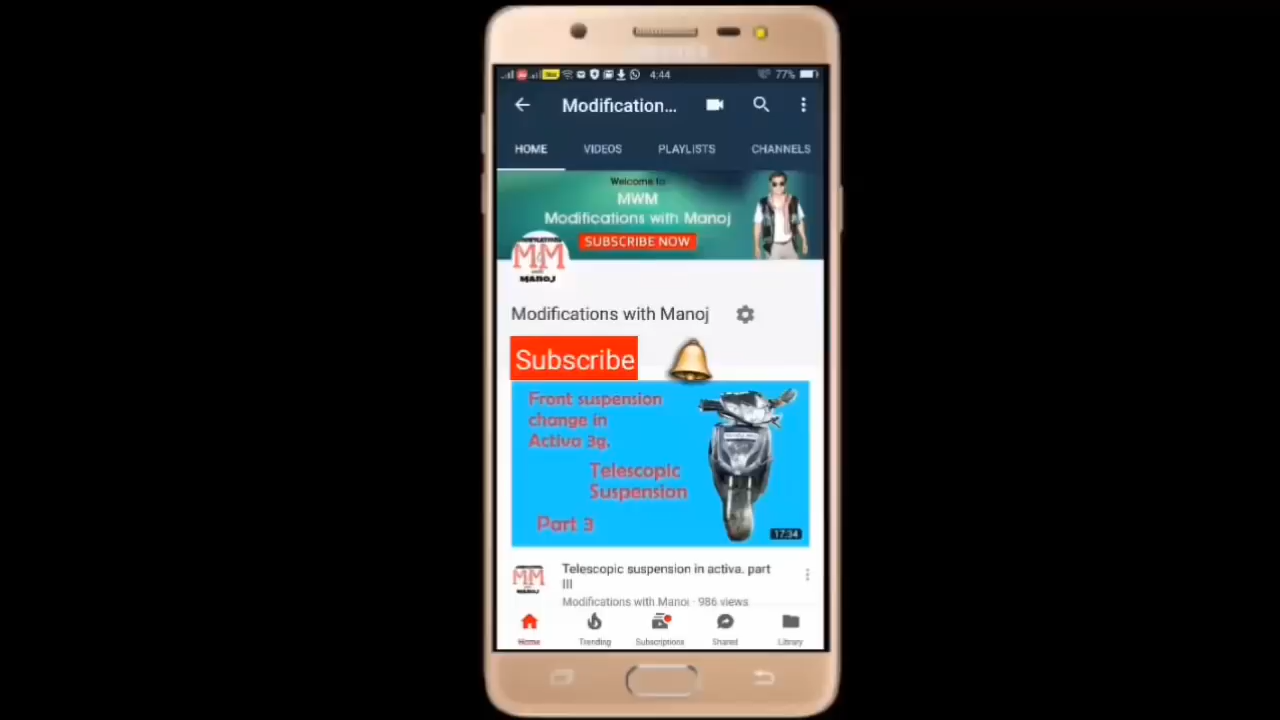 4:44
77%
Modification...
HOME VIDEOS PLAYLISTS CHANNELS
Welcome to
MWM
Modifications with Manoj
SUBSCRIBE NOW
MM
MANOJ
Modifications with Manoj
Subscribe
Front suspension
change in
Activa 3g.
Telescopic
Suspension
Part 3
17:34
Telescopic suspension in activa. part
III
MM
MANOJ
Modifications with Manoj · 986 views
Home Trending Subscriptions Shared Library